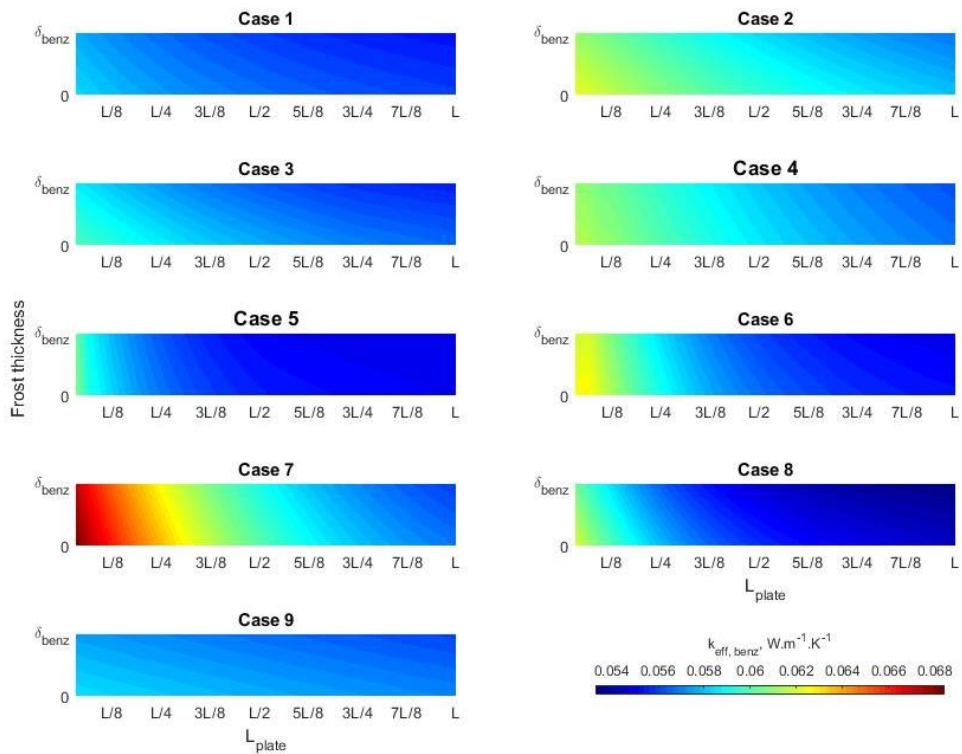 Case 1
δbenz
0
L/8 L/4 3L/8 L/2 5L/8 3L/4 7L/8 L
Case 2
δbenz
0
L/8 L/4 3L/8 L/2 5L/8 3L/4 7L/8 L
Case 3
δbenz
0
L/8 L/4 3L/8 L/2 5L/8 3L/4 7L/8 L
Case 4
δbenz
0
L/8 L/4 3L/8 L/2 5L/8 3L/4 7L/8 L
Frost thickness
Case 5
δbenz
0
L/8 L/4 3L/8 L/2 5L/8 3L/4 7L/8 L
Case 6
δbenz
0
L/8 L/4 3L/8 L/2 5L/8 3L/4 7L/8 L
Case 7
δbenz
0
L/8 L/4 3L/8 L/2 5L/8 3L/4 7L/8 L
Case 8
δbenz
0
L/8 L/4 3L/8 L/2 5L/8 3L/4 7L/8 L
Lplate
Case 9
δbenz
0
L/8 L/4 3L/8 L/2 5L/8 3L/4 7L/8 L
Lplate
keff, benz, W.m-1.K-1
0.054 0.056 0.058 0.06 0.062 0.064 0.066 0.068